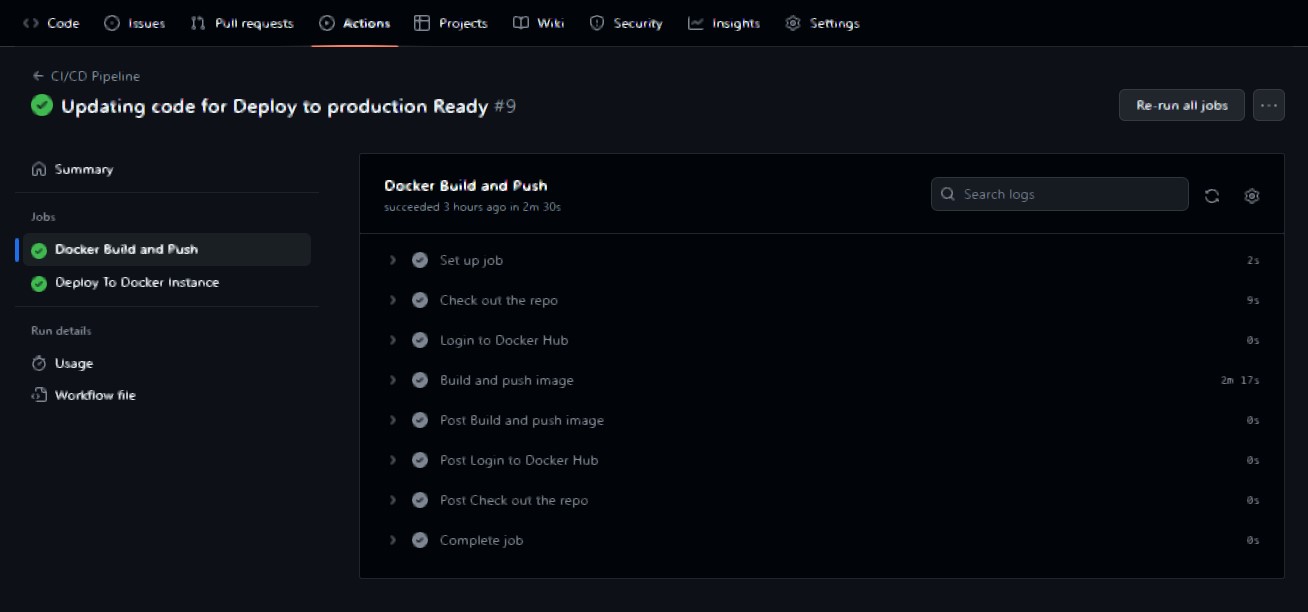 Code Issues Pull requests Actions Projects Wiki Security Insights Settings
CI/CD Pipeline
Updating code for Deploy to production Ready #9
Re-run all jobs
Summary
Jobs
Docker Build and Push
Deploy To Docker Instance
Run details
Usage
Workflow file
Docker Build and Push
succeeded 3 hours ago in 2m 30s
Search logs
Set up job 2s
Check out the repo 9s
Login to Docker Hub 0s
Build and push image 2m 17s
Post Build and push image 0s
Post Login to Docker Hub 0s
Post Check out the repo 0s
Complete job 0s